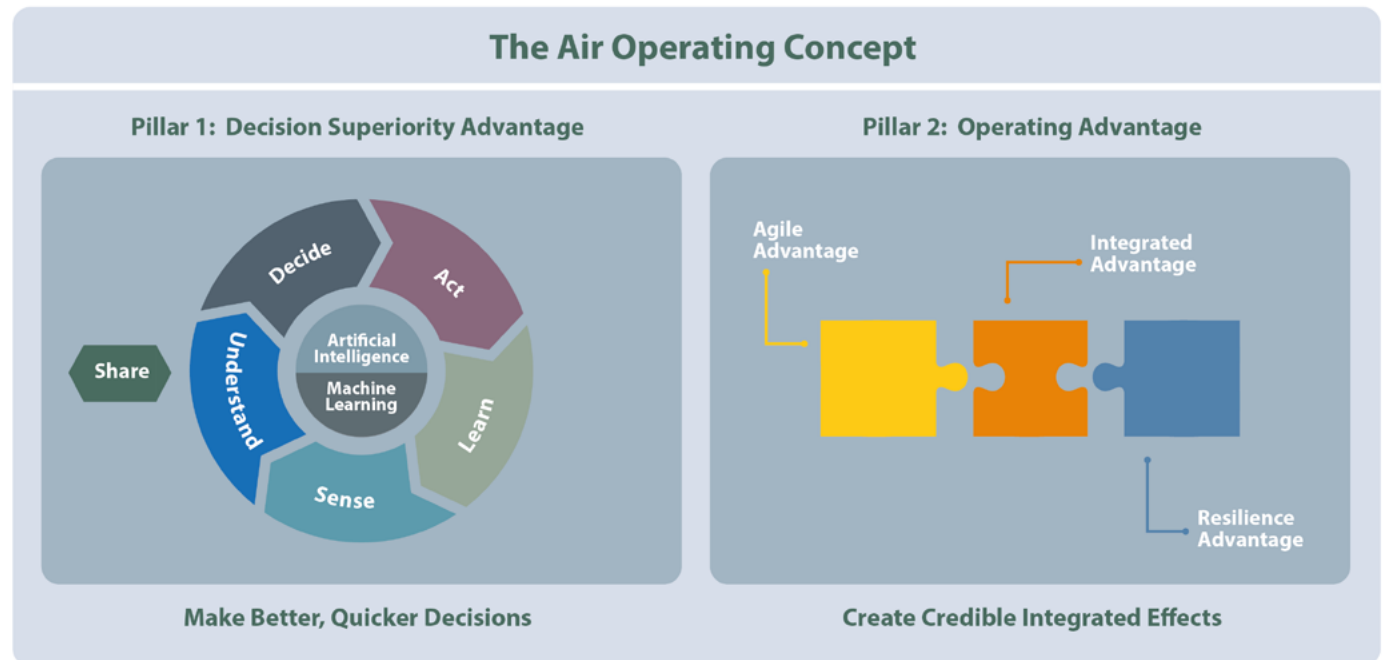 The Air Operating Concept
Pillar 1: Decision Superiority Advantage
Share
Decide
Act
Learn
Sense
Understand
Artificial
Intelligence
Machine
Learning
Make Better, Quicker Decisions
Pillar 2: Operating Advantage
Agile
Advantage
Integrated
Advantage
Resilience
Advantage
Create Credible Integrated Effects